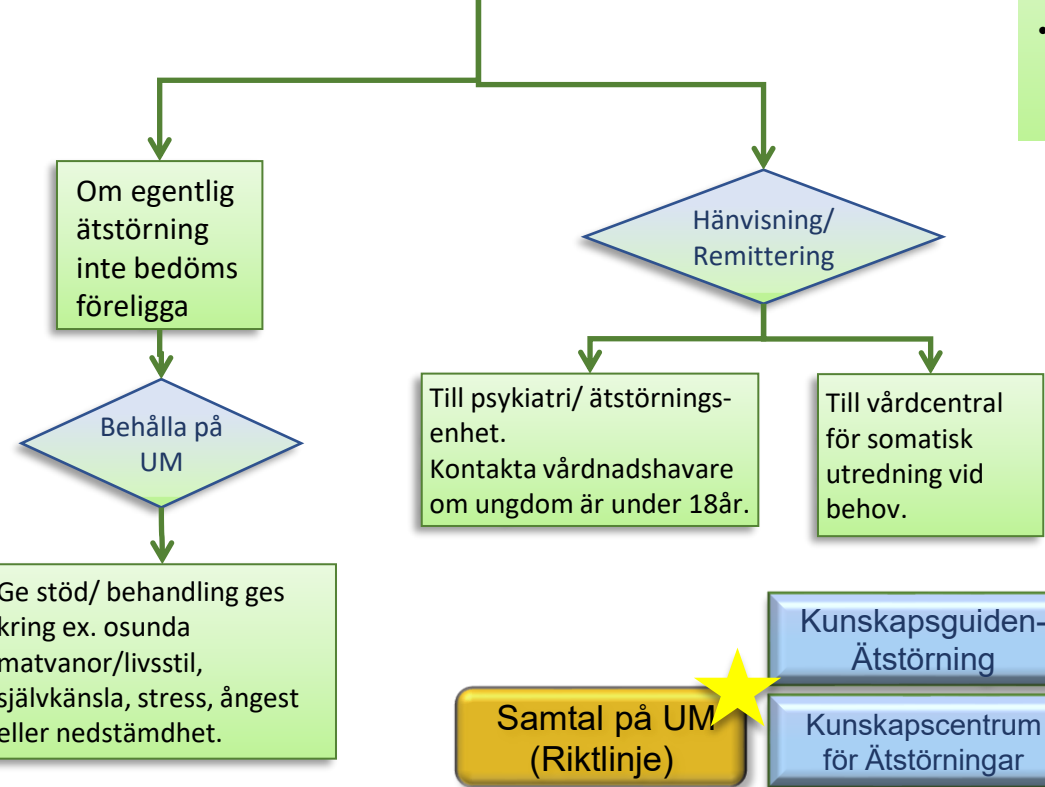 Om egentlig
ätstörning
inte bedöms
föreligga
Hänvisning/
Remittering
Behålla på
UM
Till psykiatri/ ätstörnings-
enhet.
Kontakta vårdnadshavare
om ungdom är under 18år.
Till vårdcentral
för somatisk
utredning vid
behov.
Ge stöd/ behandling ges
kring ex. osunda
matvanor/livsstil,
självkänsla, stress, ångest
eller nedstämdhet.
Kunskapsguiden-
Ätstörning
Samtal på UM
(Riktlinje)
Kunskapscentrum
för Ätstörningar